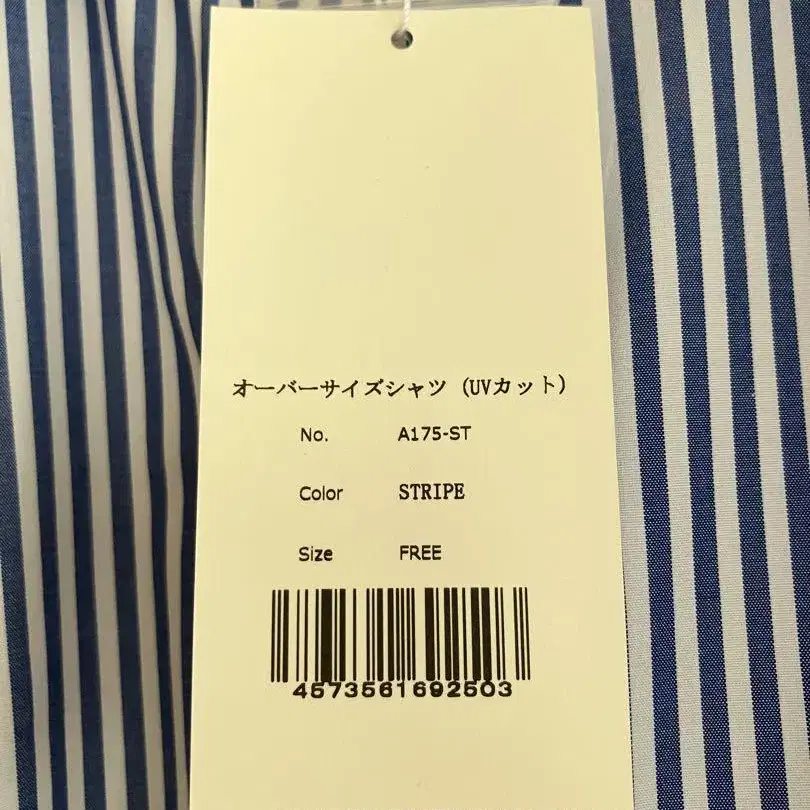 オーバーサイズシャツ (UVカット)
No. A175-ST
Color STRIPE
Size FREE
4573561692503